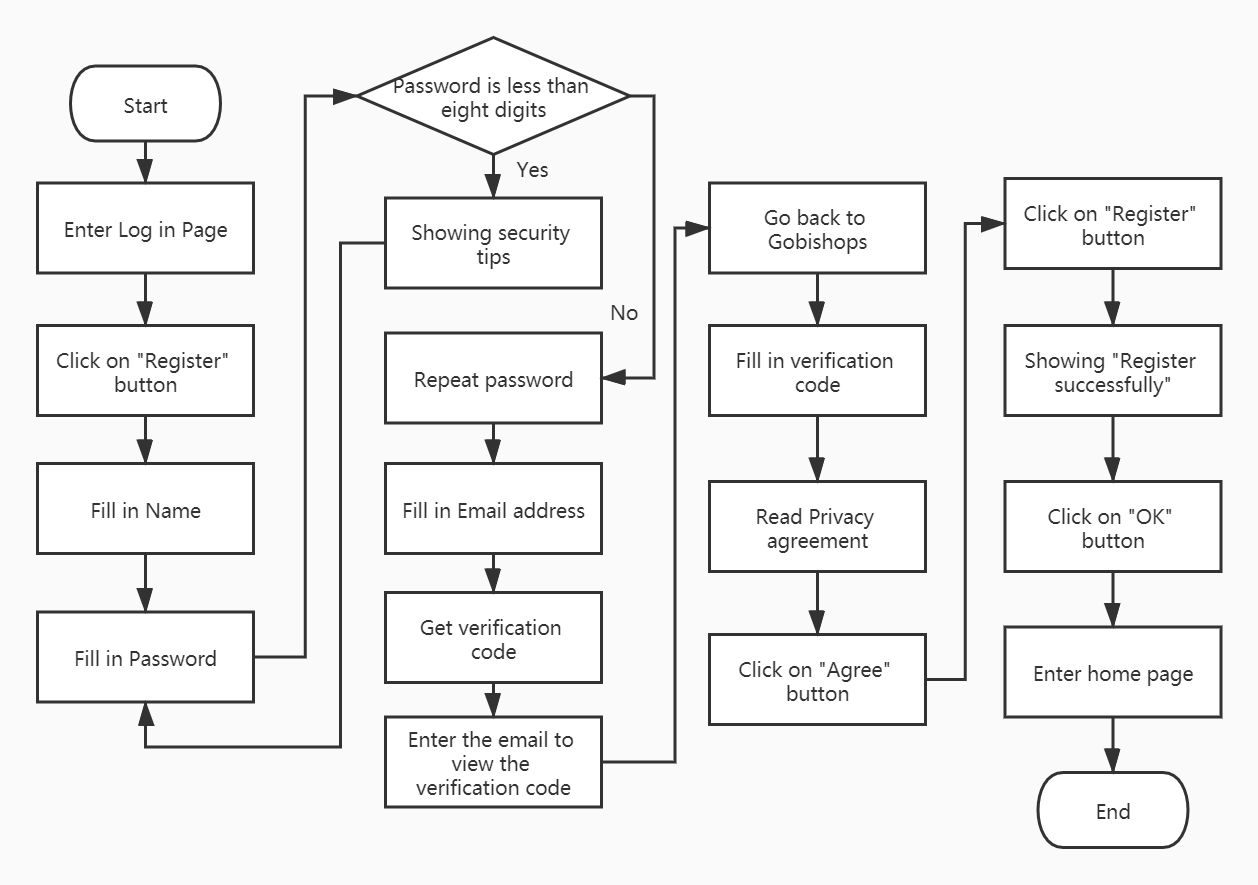 Start
Enter Log in Page
Click on "Register"
button
Fill in Name
Fill in Password
Password is less than
eight digits
Yes
Showing security
tips
No
Repeat password
Fill in Email address
Get verification
code
Enter the email to
view the
verification code
Go back to
Gobishops
Fill in verification
code
Read Privacy
agreement
Click on "Agree"
button
Click on "Register"
button
Showing "Register
successfully"
Click on "OK"
button
Enter home page
End